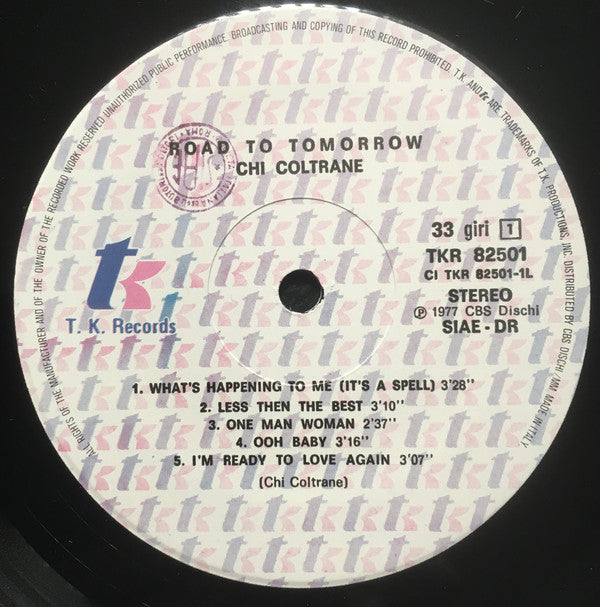 ALL RIGHTS OF THE MANUFACTURER AND OF THE OWNER OF THE RECORDED WORK RESERVED UNAUTHORIZED PUBLIC PERFORMANCE, BROADCASTING AND COPYING OF THIS RECORD PROHIBITED. T.K. AND tk ARE TRADEMARKS OF T.K. PRODUCTIONS, INC. DISTRIBUTED BY CBS DISCHI /MM MADE IN ITALY
ROAD TO TOMORROW
CHI COLTRANE
33 giri 1
TKR 82501
CI TKR 82501-1L
STEREO
℗ 1977 CBS Dischi
SIAE - DR
tk
T. K. Records
1. WHAT'S HAPPENING TO ME (IT'S A SPELL) 3'28"
2. LESS THEN THE BEST 3'10"
3. ONE MAN WOMAN 2'37"
4. OOH BABY 3'16"
5. I'M READY TO LOVE AGAIN 3'07"
(Chi Coltrane)